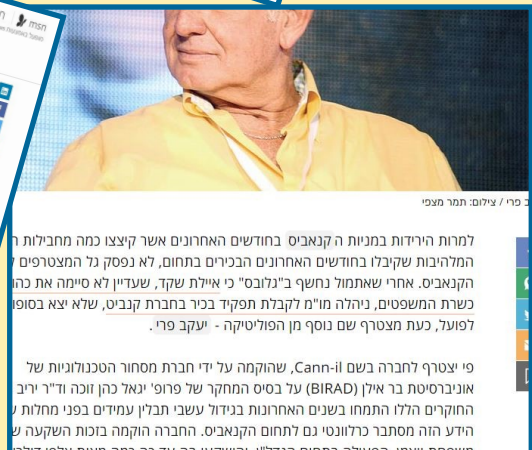 msn
ב פרי / צילום: תמר מצפי
למרות הירידות במניות הקנאביס בחודשים האחרונים אשר קיצצו כמה מחבילות
המלהיבות שקיבלו בחודשים האחרונים הבכירים בתחום, לא נפסק גל המצטרפים
הקנאביס. אחרי שאתמול נחשף ב"גלובס" כי איילת שקד, שעדיין לא סיימה את
כשרת המשפטים, ניהלה מו"מ לקבלת תפקיד בכיר בחברת קנביט, שלא יצא בסופו
לפועל, כעת מצטרף שם נוסף מן הפוליטיקה - יעקב פרי .
פרי יצטרף לחברה בשם Cann-il, שהוקמה על ידי חברת מסחור הטכנולוגיות של
אוניברסיטת בר אילן (BIRAD) על בסיס המחקר של פרופ' יגאל כהן זוכה וד"ר יריב
החוקרים הללו התמחו בשנים האחרונות בגידול עשבי תבלין עמידים בפני מחלות
הידע הזה מסתבר כרלוונטי גם לתחום הקנאביס. החברה הוקמה בזכות השקעה